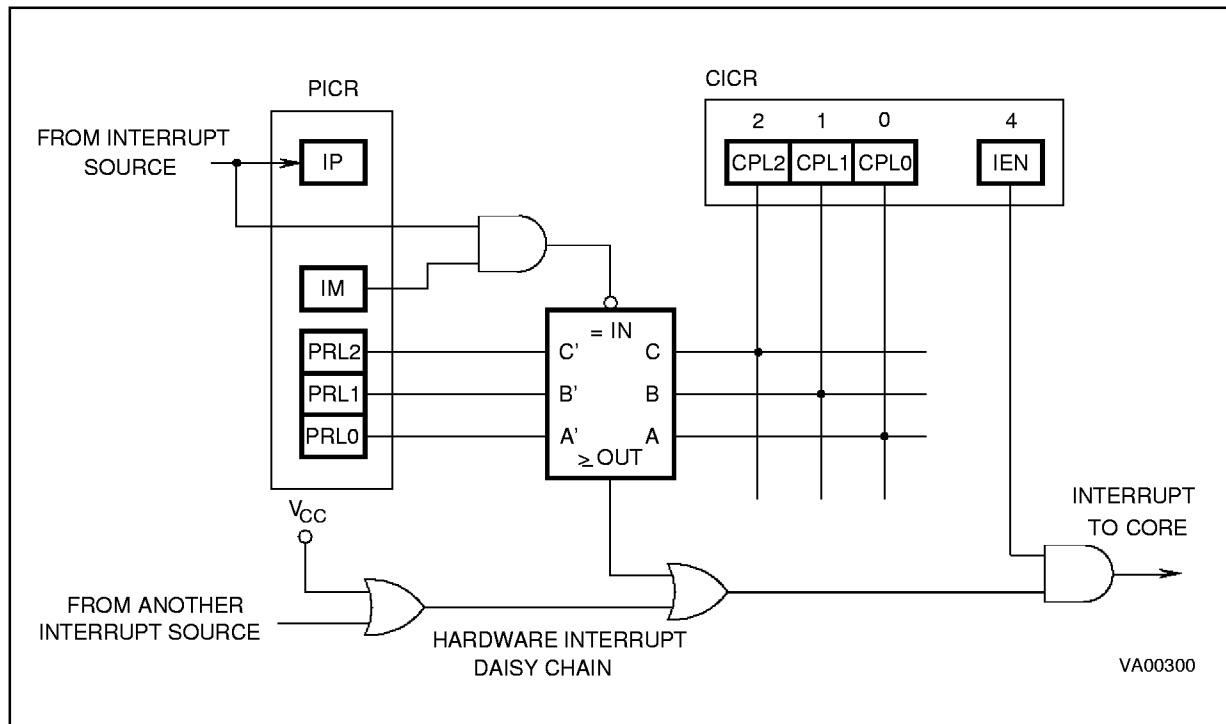 PICR
CICR
FROM INTERRUPT
SOURCE
IP
2 1 0 4
CPL2 CPL1 CPL0 IEN
IM
= IN
PRL2 C' C
PRL1 B' B
PRL0 A' A
≥ OUT
VCC
INTERRUPT
TO CORE
FROM ANOTHER
INTERRUPT SOURCE
HARDWARE INTERRUPT
DAISY CHAIN
VA00300